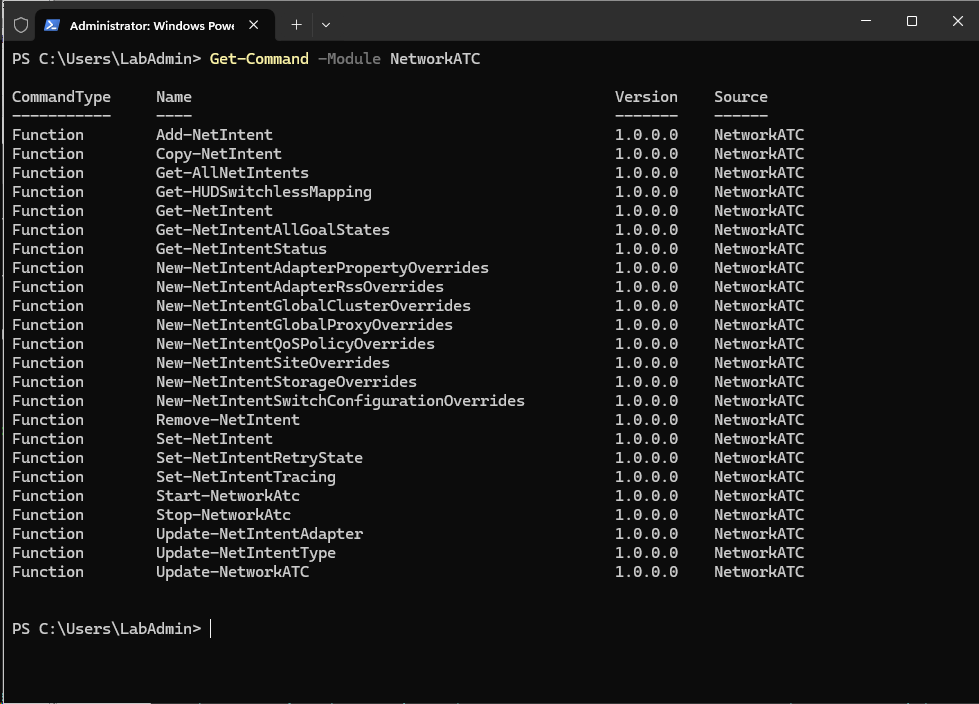 Administrator: Windows Powe
PS C:\Users\LabAdmin> Get-Command -Module NetworkATC
CommandType Name Version Source
----------- ---- ------- ------
Function Add-NetIntent 1.0.0.0 NetworkATC
Function Copy-NetIntent 1.0.0.0 NetworkATC
Function Get-AllNetIntents 1.0.0.0 NetworkATC
Function Get-HUDSwitchlessMapping 1.0.0.0 NetworkATC
Function Get-NetIntent 1.0.0.0 NetworkATC
Function Get-NetIntentAllGoalStates 1.0.0.0 NetworkATC
Function Get-NetIntentStatus 1.0.0.0 NetworkATC
Function New-NetIntentAdapterPropertyOverrides 1.0.0.0 NetworkATC
Function New-NetIntentAdapterRssOverrides 1.0.0.0 NetworkATC
Function New-NetIntentGlobalClusterOverrides 1.0.0.0 NetworkATC
Function New-NetIntentGlobalProxyOverrides 1.0.0.0 NetworkATC
Function New-NetIntentQoSPolicyOverrides 1.0.0.0 NetworkATC
Function New-NetIntentSiteOverrides 1.0.0.0 NetworkATC
Function New-NetIntentStorageOverrides 1.0.0.0 NetworkATC
Function New-NetIntentSwitchConfigurationOverrides 1.0.0.0 NetworkATC
Function Remove-NetIntent 1.0.0.0 NetworkATC
Function Set-NetIntent 1.0.0.0 NetworkATC
Function Set-NetIntentRetryState 1.0.0.0 NetworkATC
Function Set-NetIntentTracing 1.0.0.0 NetworkATC
Function Start-NetworkAtc 1.0.0.0 NetworkATC
Function Stop-NetworkAtc 1.0.0.0 NetworkATC
Function Update-NetIntentAdapter 1.0.0.0 NetworkATC
Function Update-NetIntentType 1.0.0.0 NetworkATC
Function Update-NetworkATC 1.0.0.0 NetworkATC
PS C:\Users\LabAdmin>